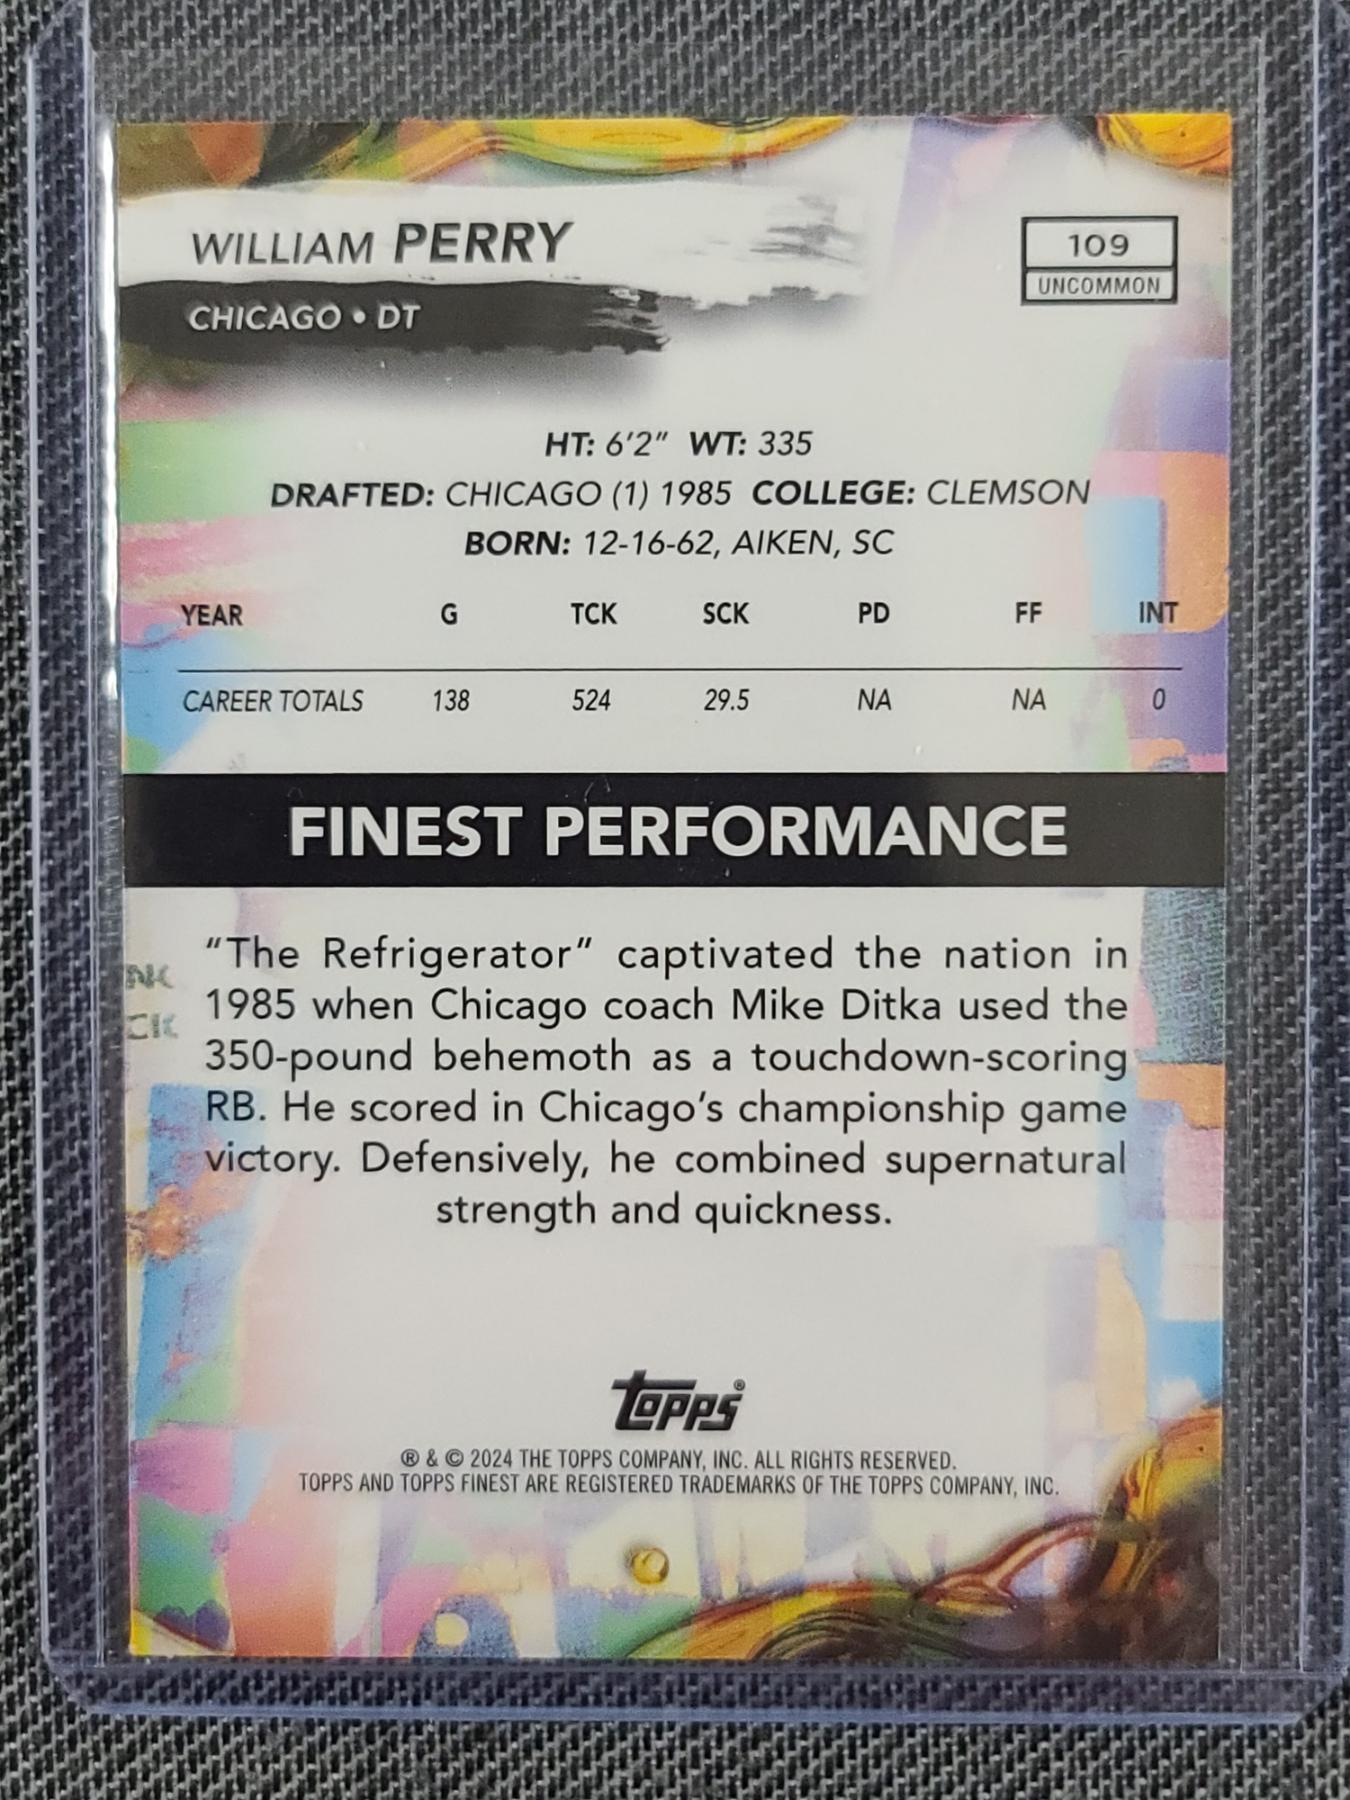 WILLIAM PERRY
109
UNCOMMON
CHICAGO • DT
HT: 6'2" WT: 335
DRAFTED: CHICAGO (1) 1985 COLLEGE: CLEMSON
BORN: 12-16-62, AIKEN, SC
YEAR G TCK SCK PD FF INT
CAREER TOTALS 138 524 29.5 NA NA 0
FINEST PERFORMANCE
"The Refrigerator" captivated the nation in
1985 when Chicago coach Mike Ditka used the
350-pound behemoth as a touchdown-scoring
RB. He scored in Chicago's championship game
victory. Defensively, he combined supernatural
strength and quickness.
TOPPS®
® & © 2024 THE TOPPS COMPANY, INC. ALL RIGHTS RESERVED.
TOPPS AND TOPPS FINEST ARE REGISTERED TRADEMARKS OF THE TOPPS COMPANY, INC.